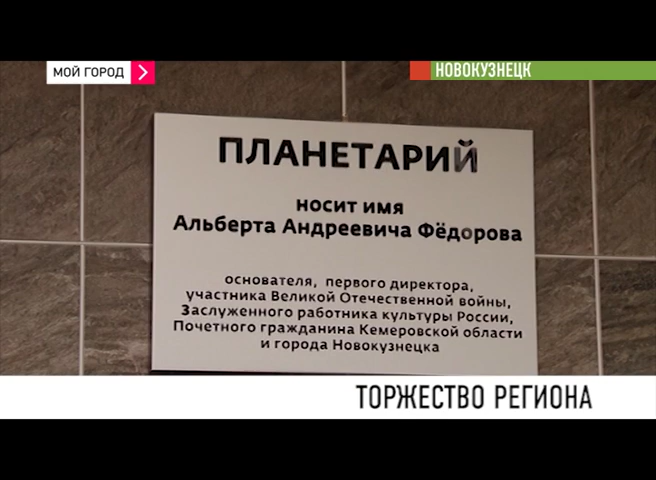 МОЙ ГОРОД
НОВОКУЗНЕЦК
ПЛАНЕТАРИЙ
носит имя
Альберта Андреевича Фёдорова
основателя, первого директора,
участника Великой Отечественной войны,
Заслуженного работника культуры России,
Почетного гражданина Кемеровской области
и города Новокузнецка
ТОРЖЕСТВО РЕГИОНА